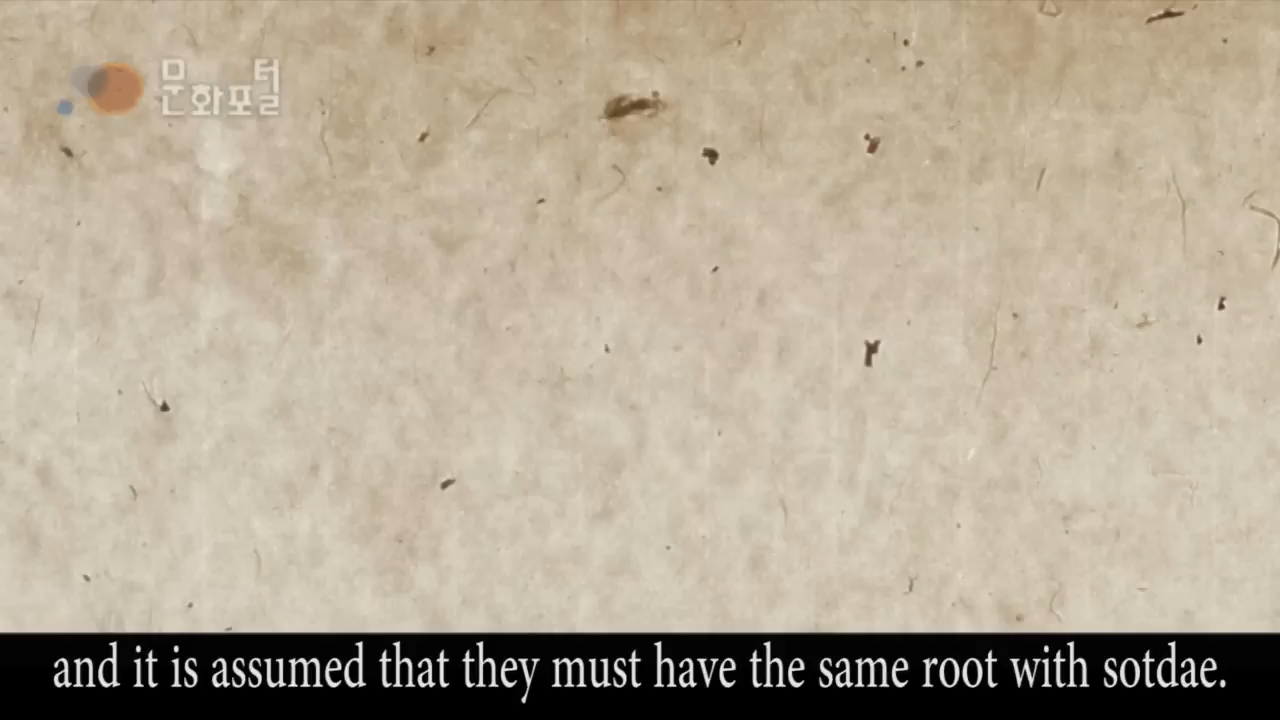 문화포털
and it is assumed that they must have the same root with sotdae.